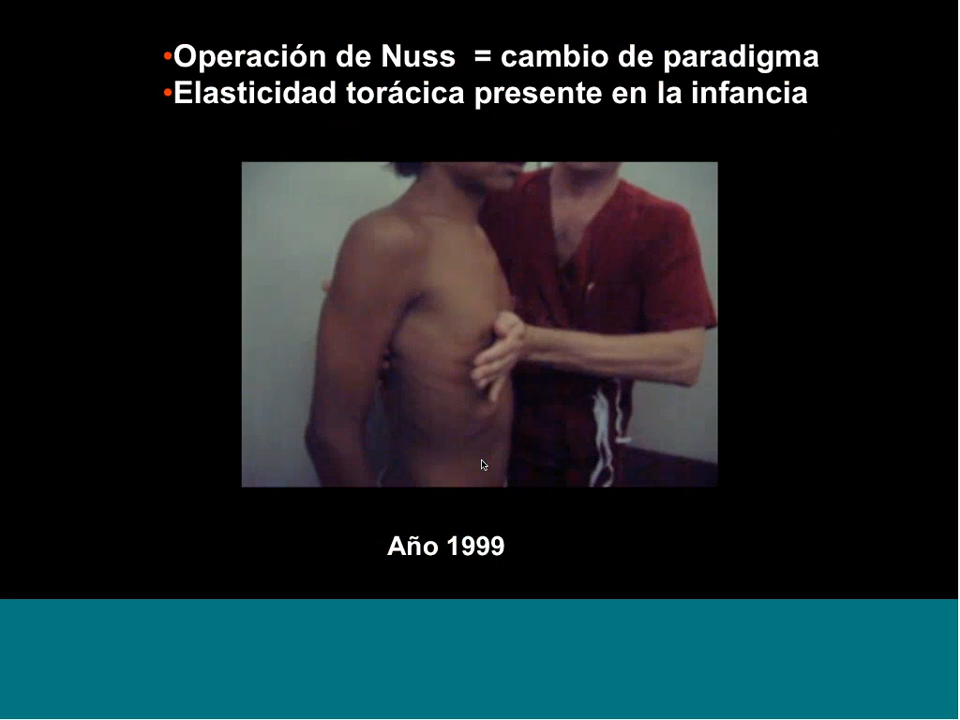 •Operación de Nuss = cambio de paradigma
•Elasticidad torácica presente en la infancia
Año 1999